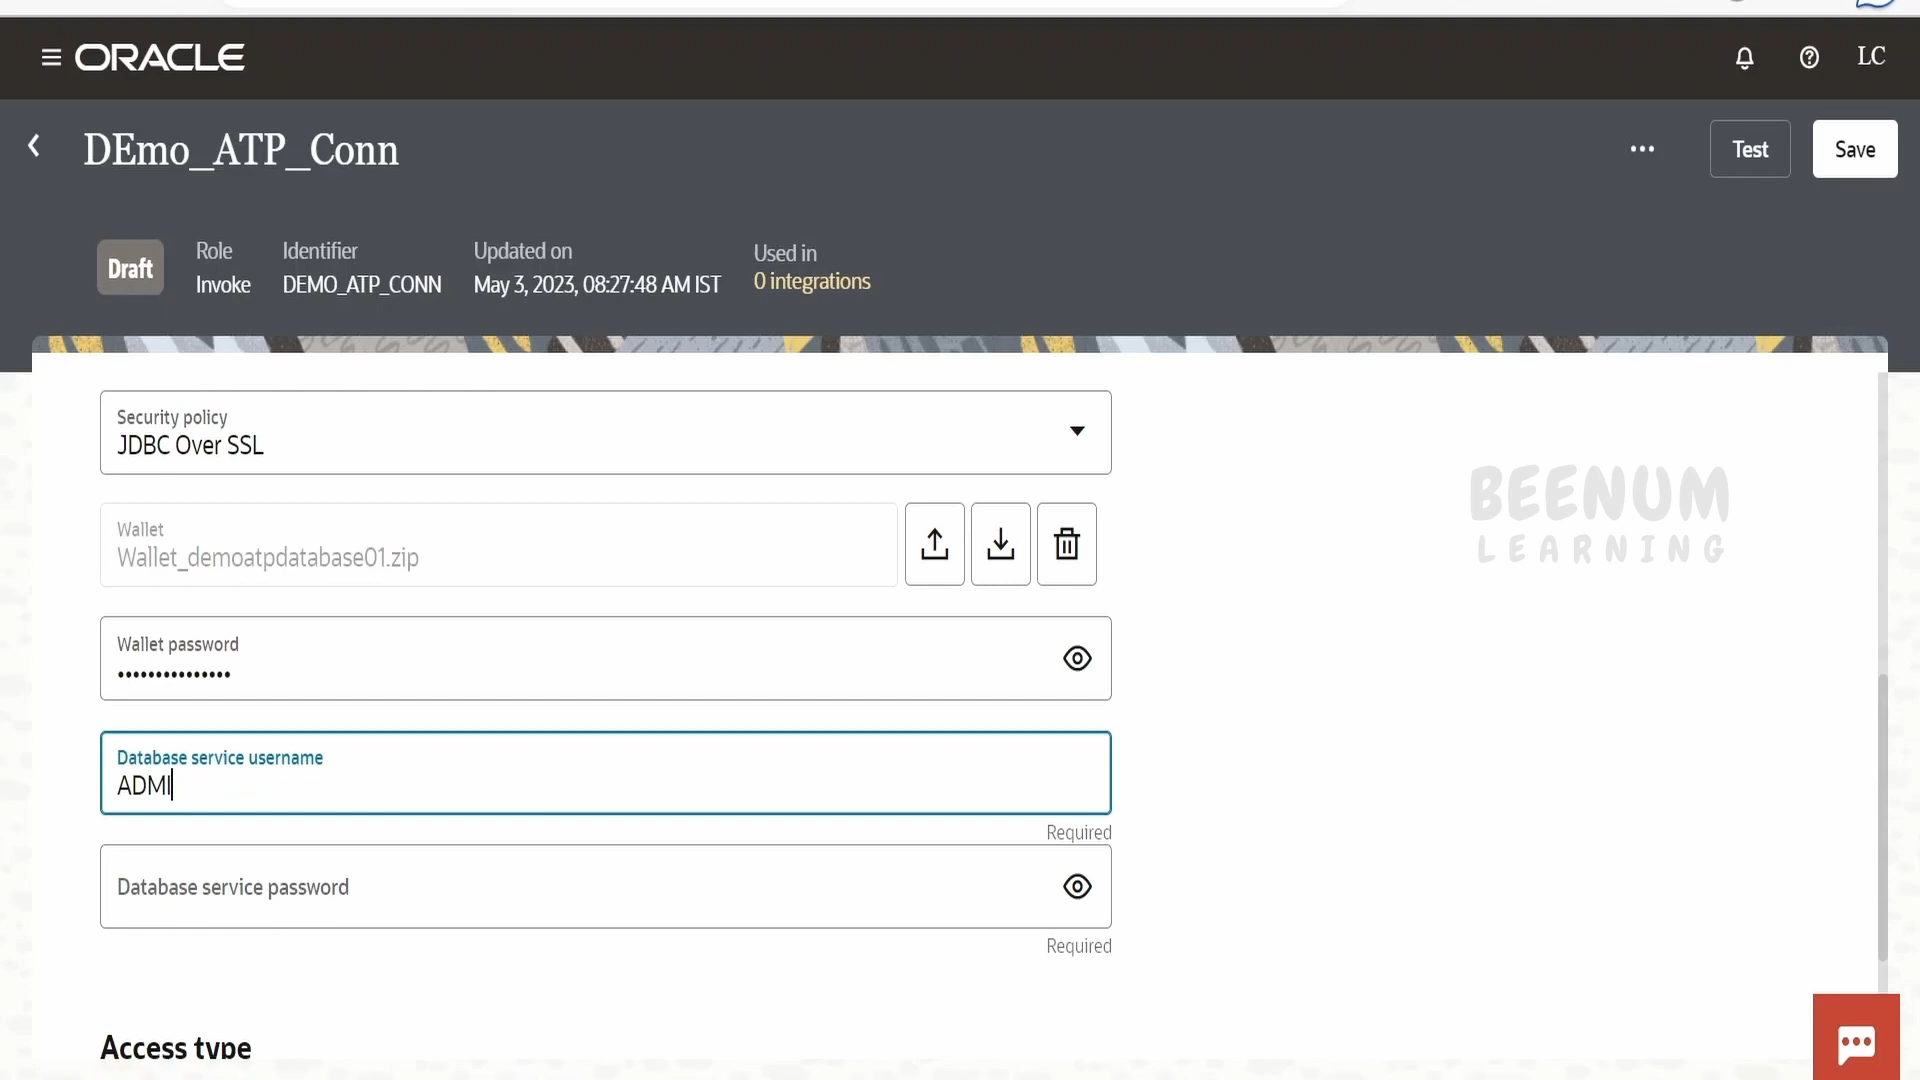 ORACLE
LC
DEmo_ATP_Conn
Test
Save
Draft
Role
Invoke
Identifier
DEMO_ATP_CONN
Updated on
May 3, 2023, 08:27:48 AM IST
Used in
0 integrations
Security policy
JDBC Over SSL
Wallet
Wallet_demoatpdatabase01.zip
BEENUM
LEARNING
Wallet password
Database service username
ADMI
Required
Database service password
Required
Access type